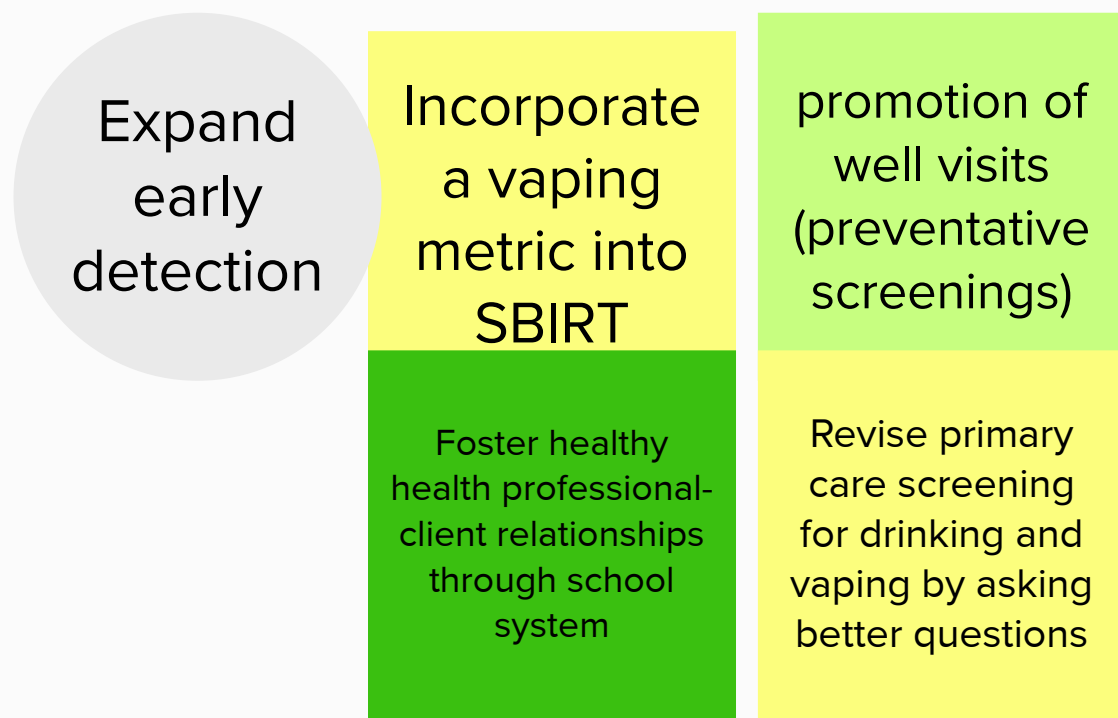 Expand
early
detection
Incorporate
a vaping
metric into
SBIRT
promotion of
well visits
(preventative
screenings)
Foster healthy
health professional-
client relationships
through school
system
Revise primary
care screening
for drinking and
vaping by asking
better questions